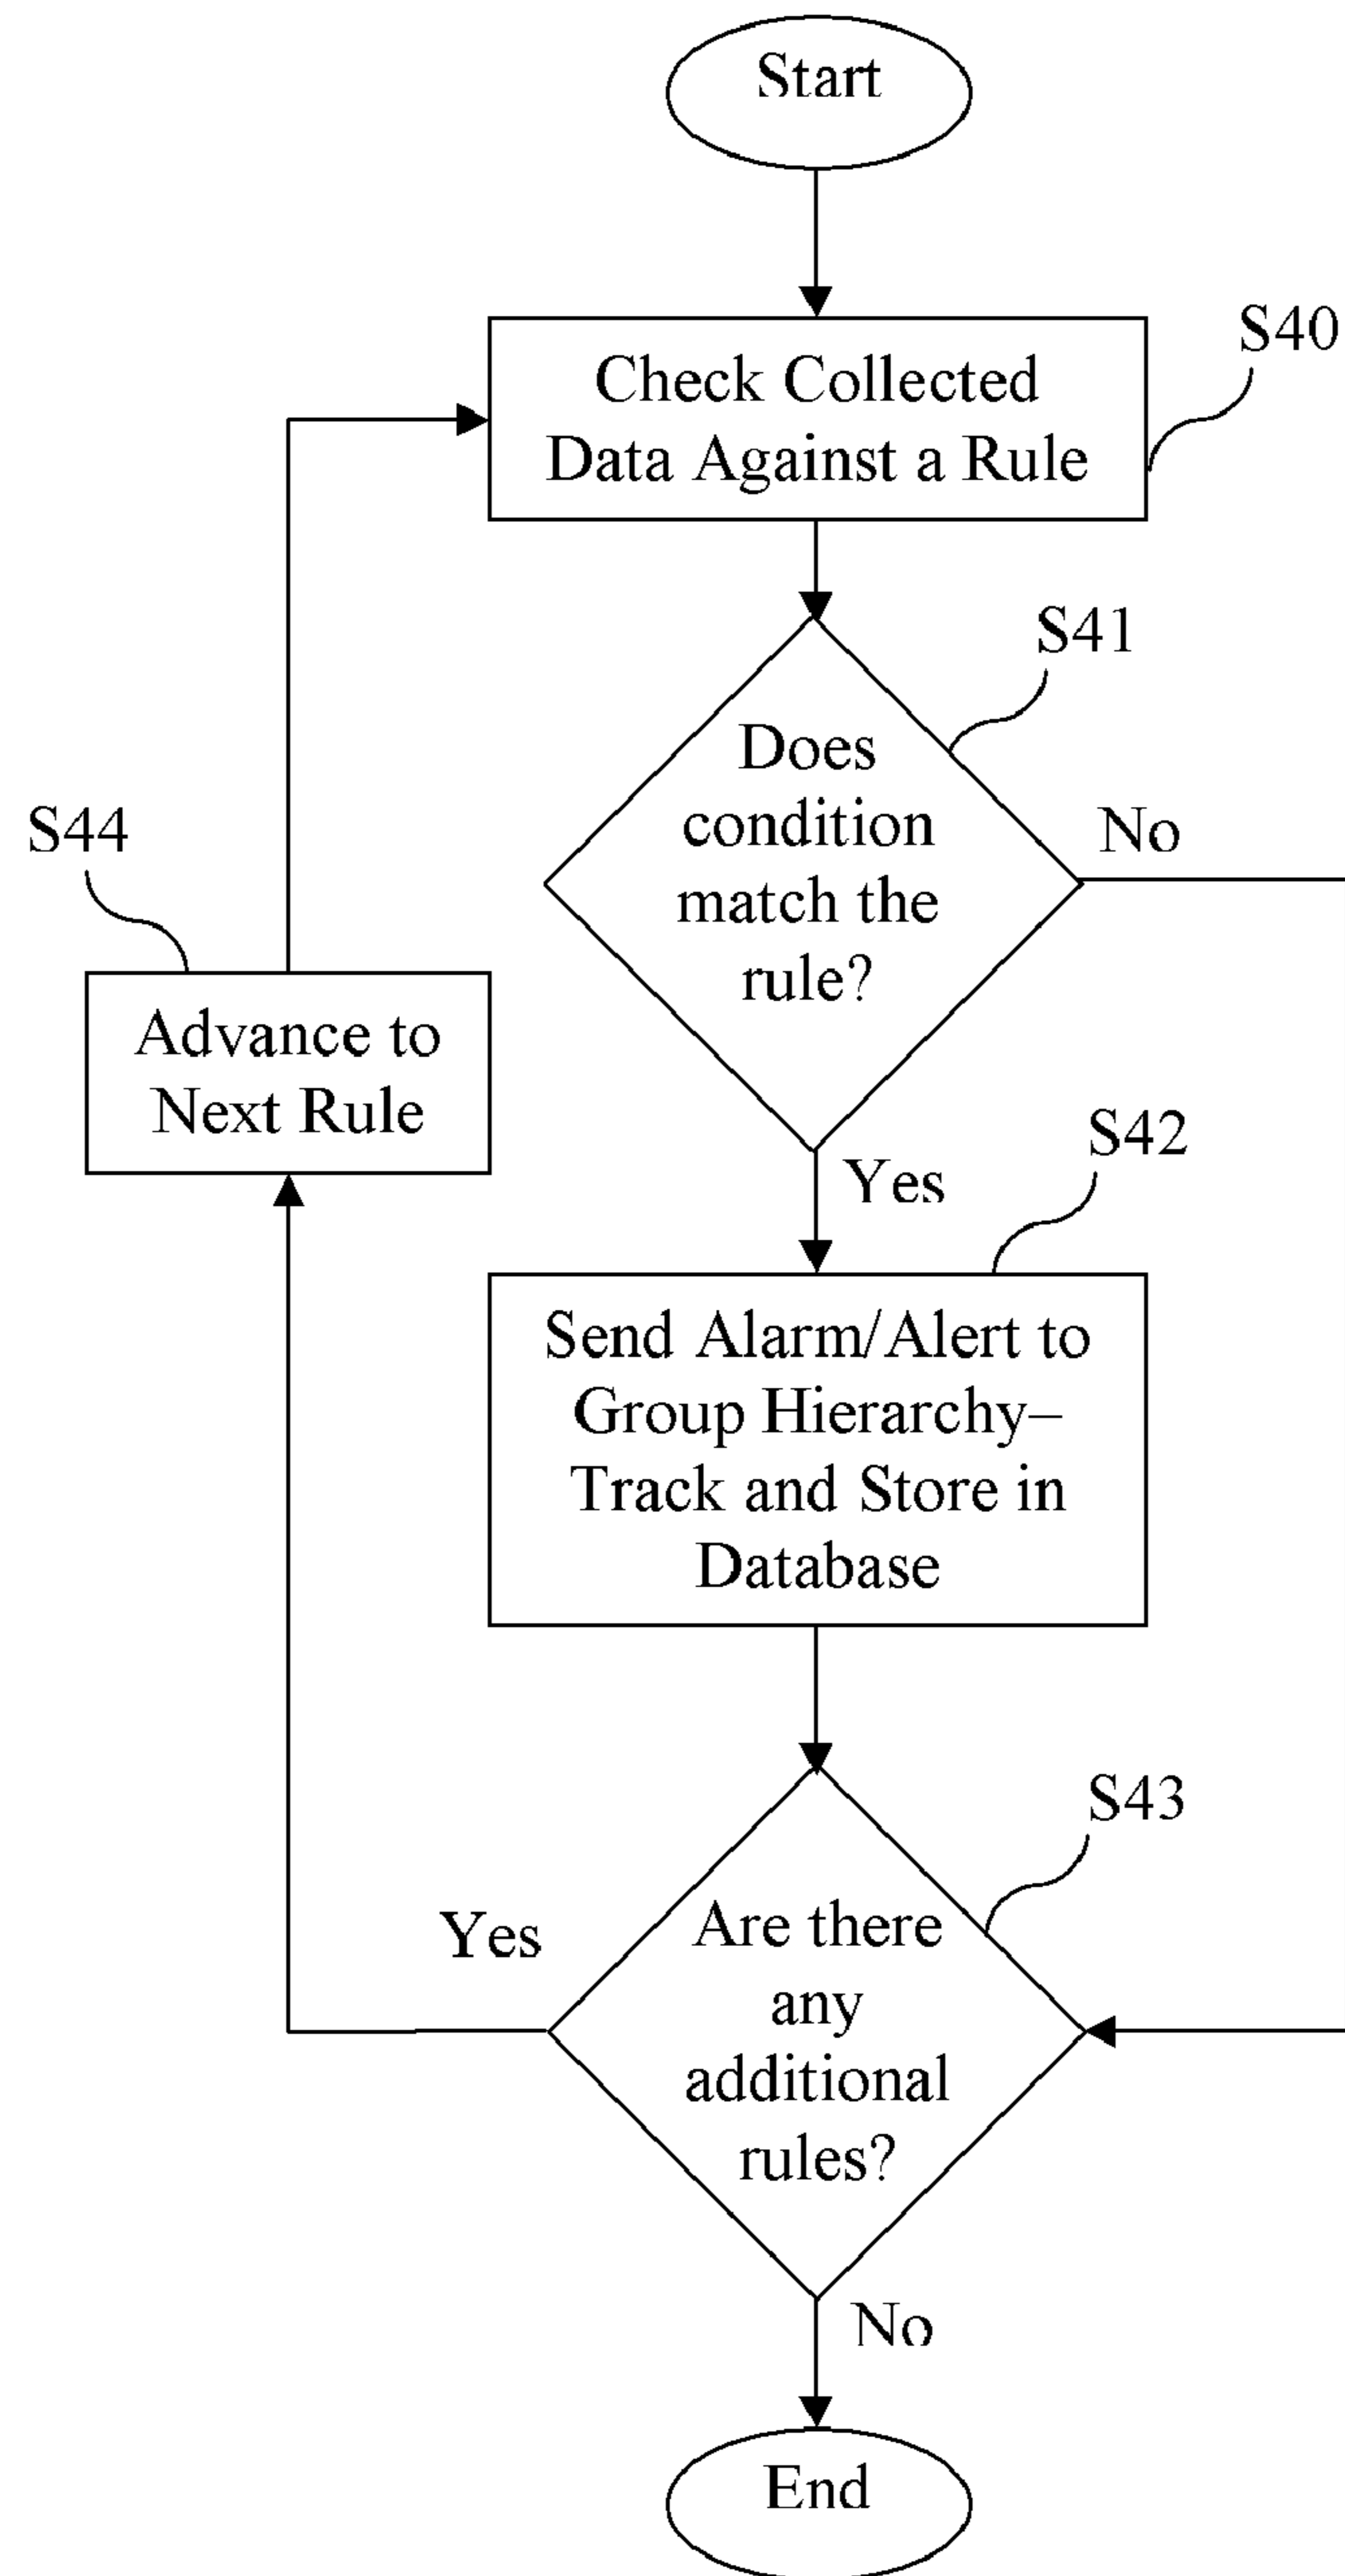 Start
S40
Check Collected
Data Against a Rule
S41
Does
condition
match the
rule?
No
S44
Advance to
Next Rule
Yes
S42
Send Alarm/Alert to
Group Hierarchy–
Track and Store in
Database
S43
Yes
Are there
any
additional
rules?
No
End